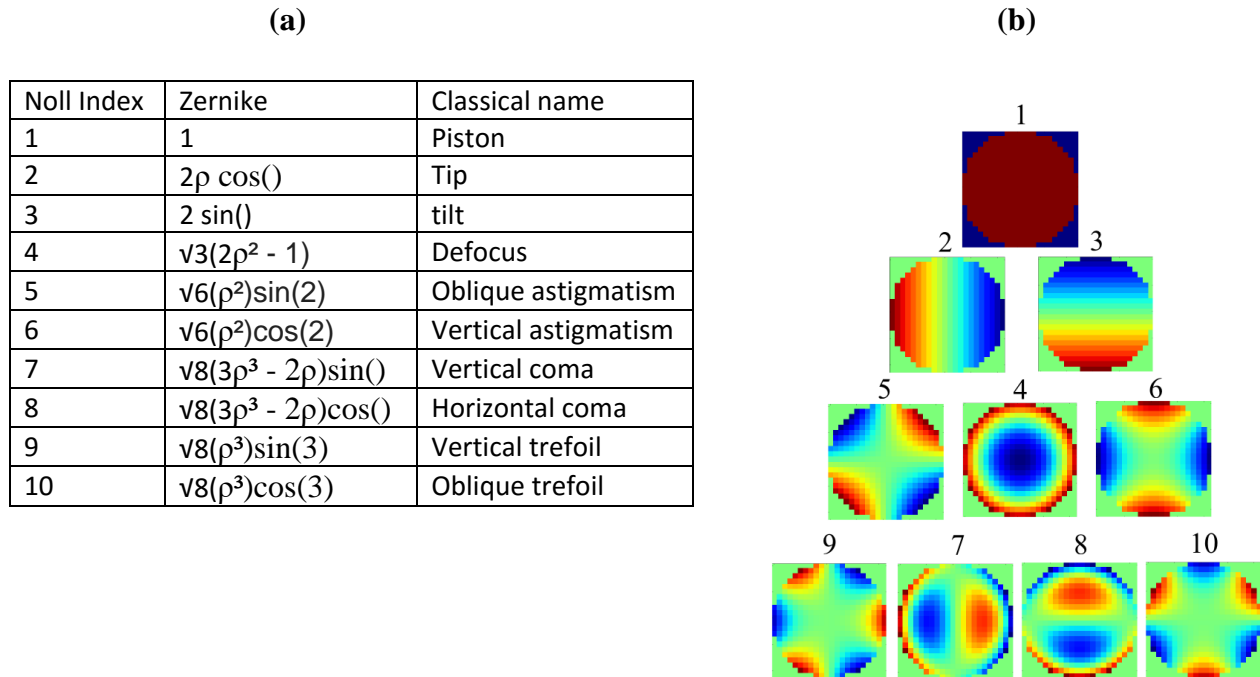 (a) (b)
Noll Index Zernike Classical name
1 1 Piston
2 2ρ cos() Tip
3 2 sin() tilt
4 √3(2ρ² - 1) Defocus
5 √6(ρ²)sin(2) Oblique astigmatism
6 √6(ρ²)cos(2) Vertical astigmatism
7 √8(3ρ³ - 2ρ)sin() Vertical coma
8 √8(3ρ³ - 2ρ)cos() Horizontal coma
9 √8(ρ³)sin(3) Vertical trefoil
10 √8(ρ³)cos(3) Oblique trefoil
1
2 3
5 4 6
9 7 8 10